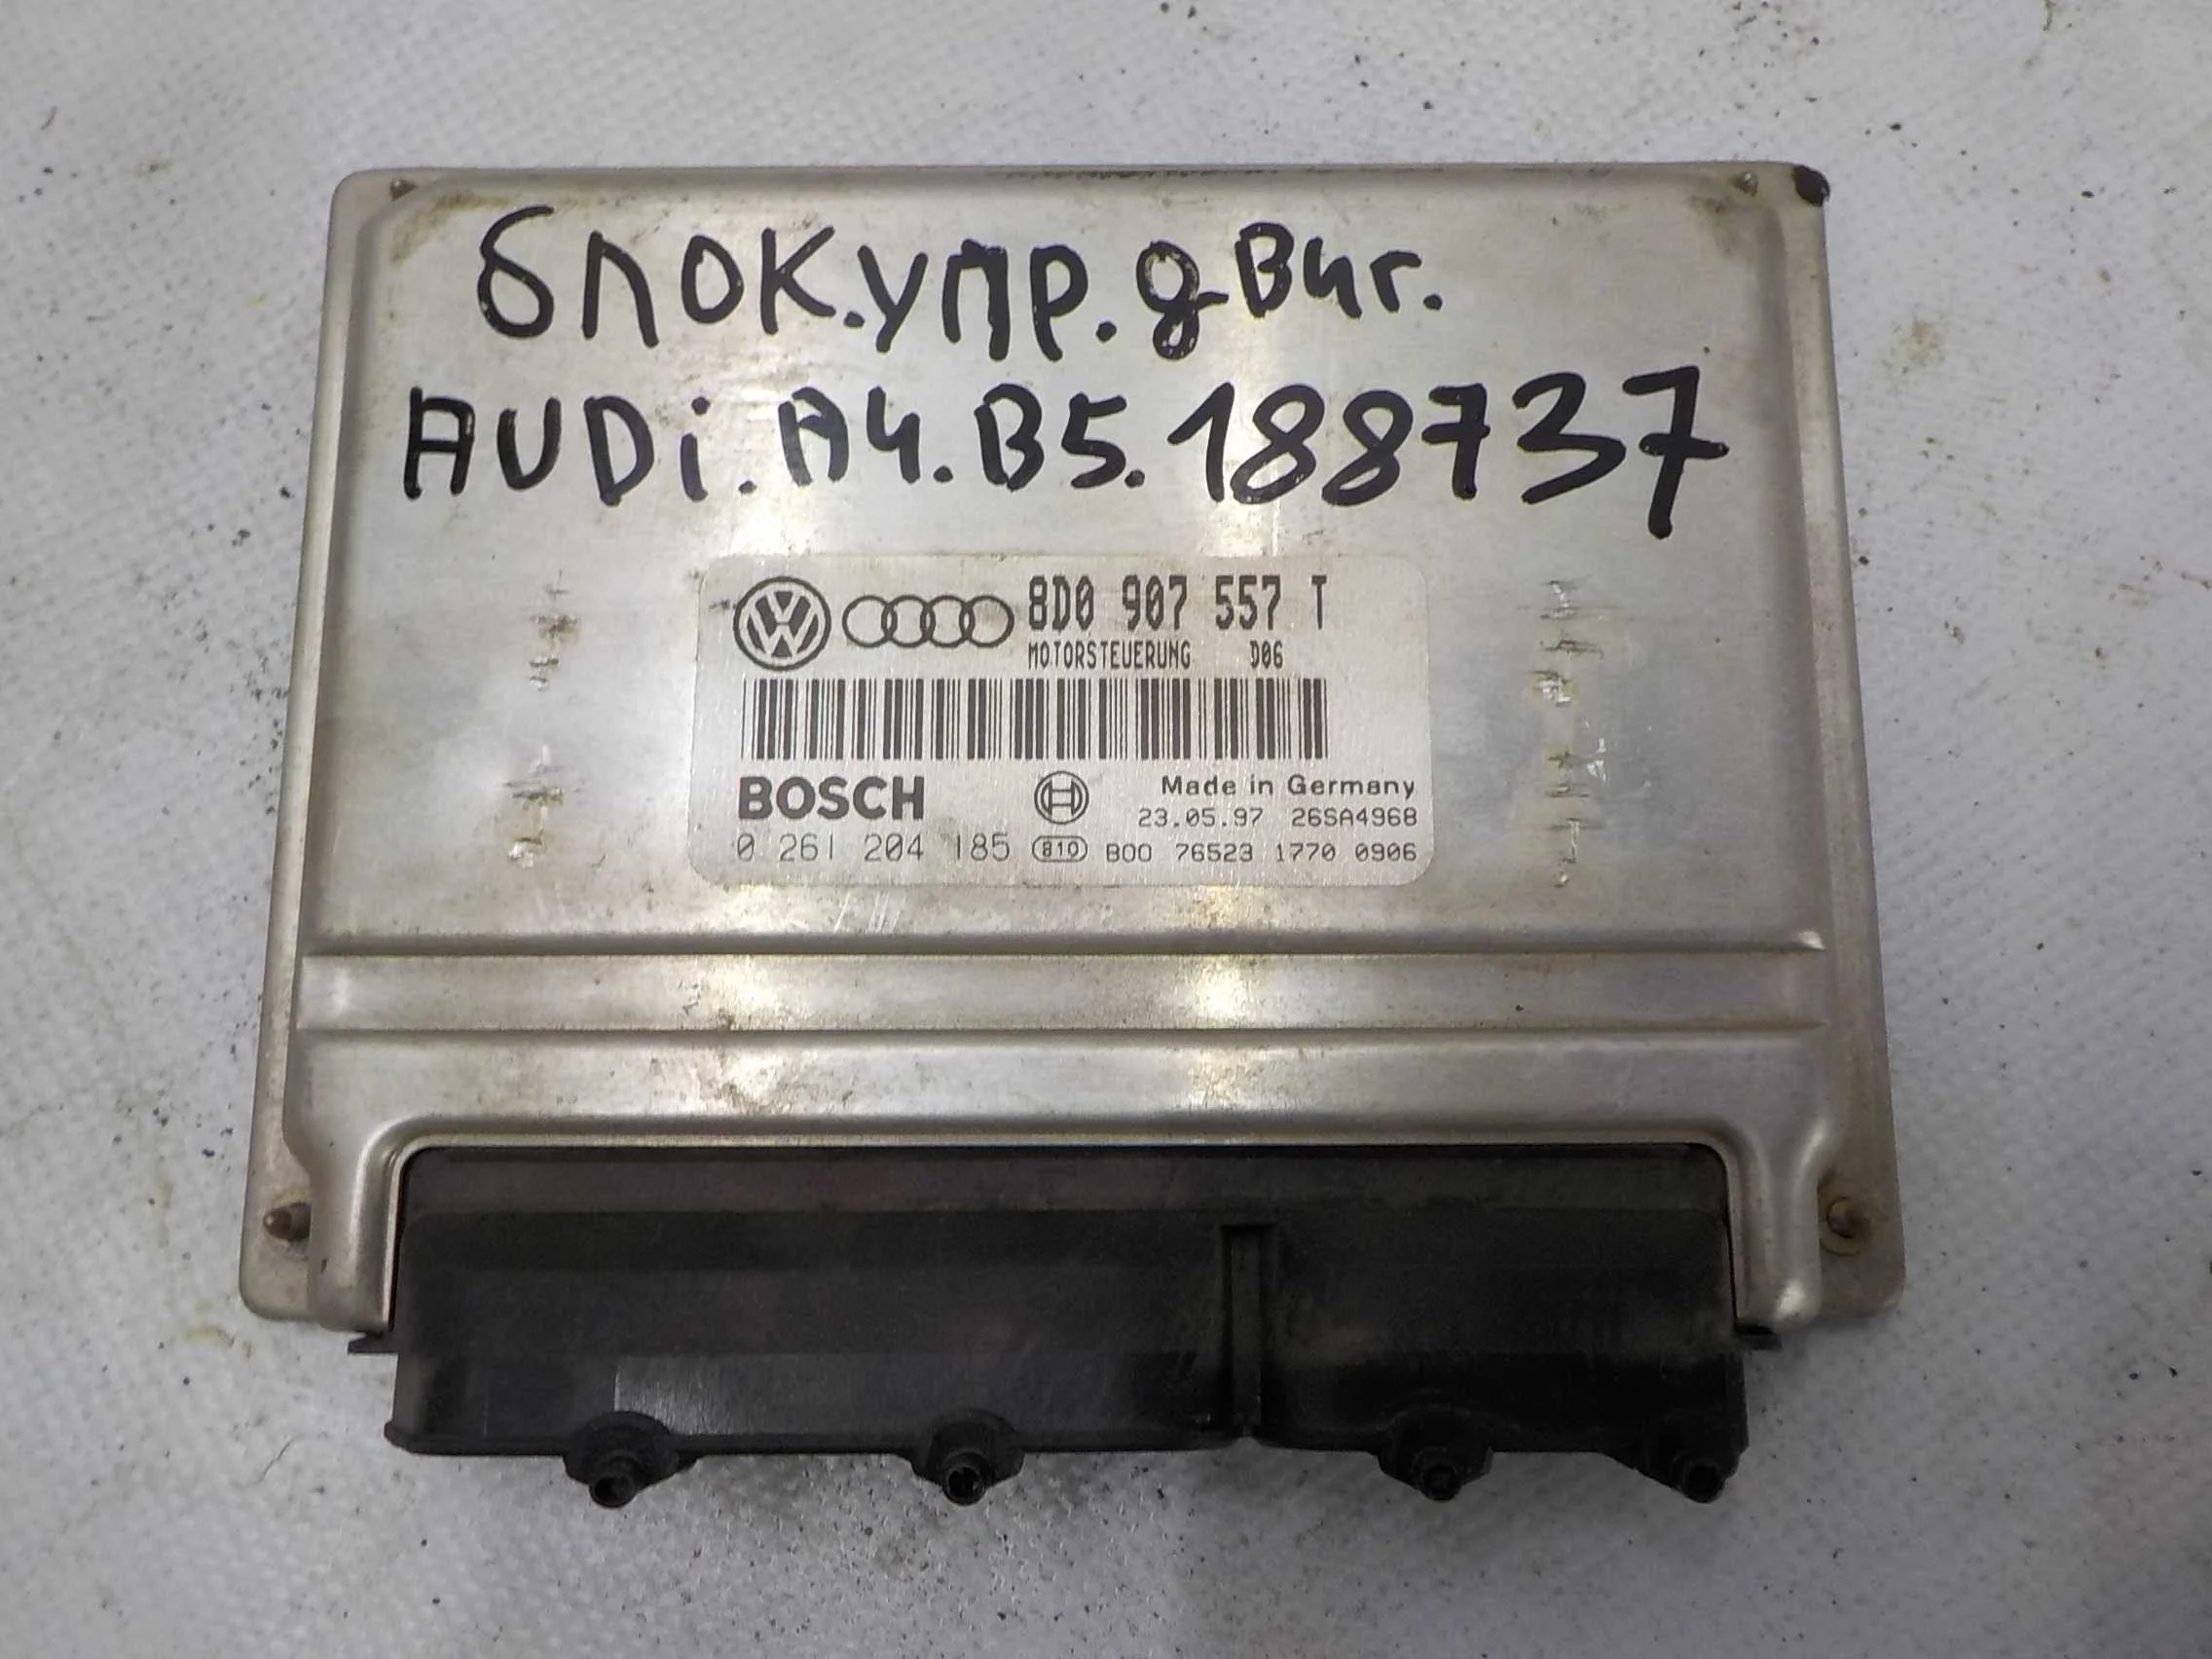 блок.упр.двиг.
AUDi.A4.B5.188737
8D0 907 557 T
MOTORSTEUERUNG D06
BOSCH
Made in Germany
23.05.97 26SA4968
0 261 204 185 810 B00 76523 1770 0906